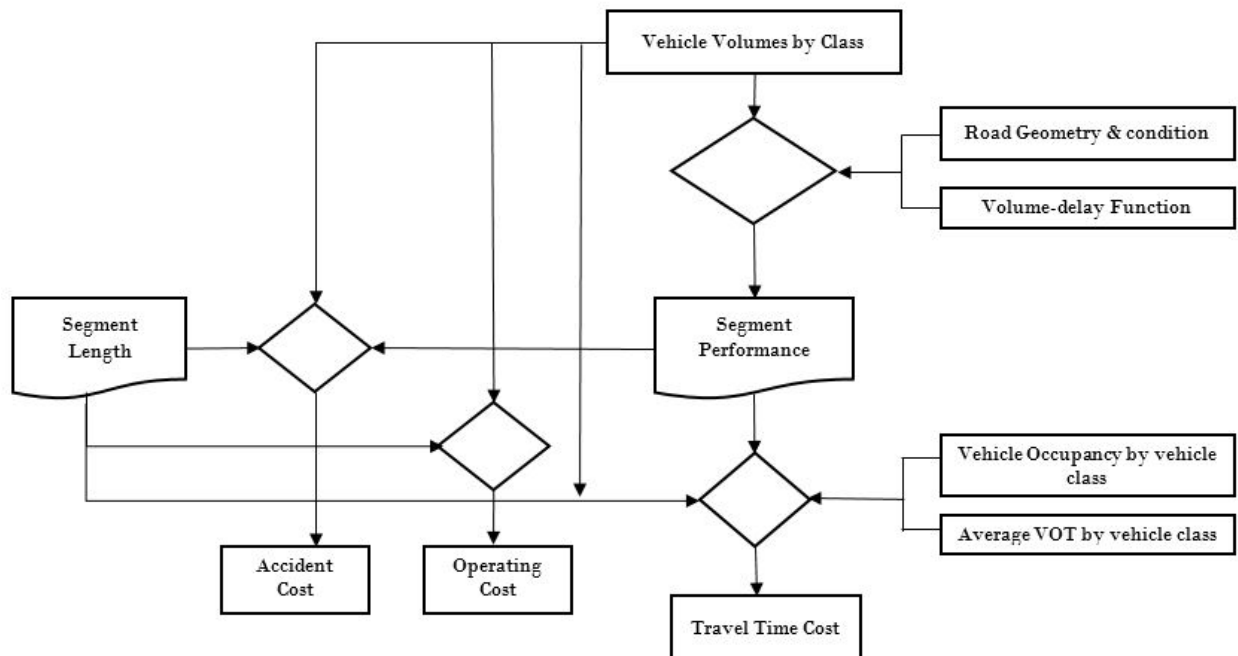 Vehicle Volumes by Class
Road Geometry & condition
Volume-delay Function
Segment
Length
Segment
Performance
Vehicle Occupancy by vehicle
class
Average VOT by vehicle class
Accident
Cost
Operating
Cost
Travel Time Cost